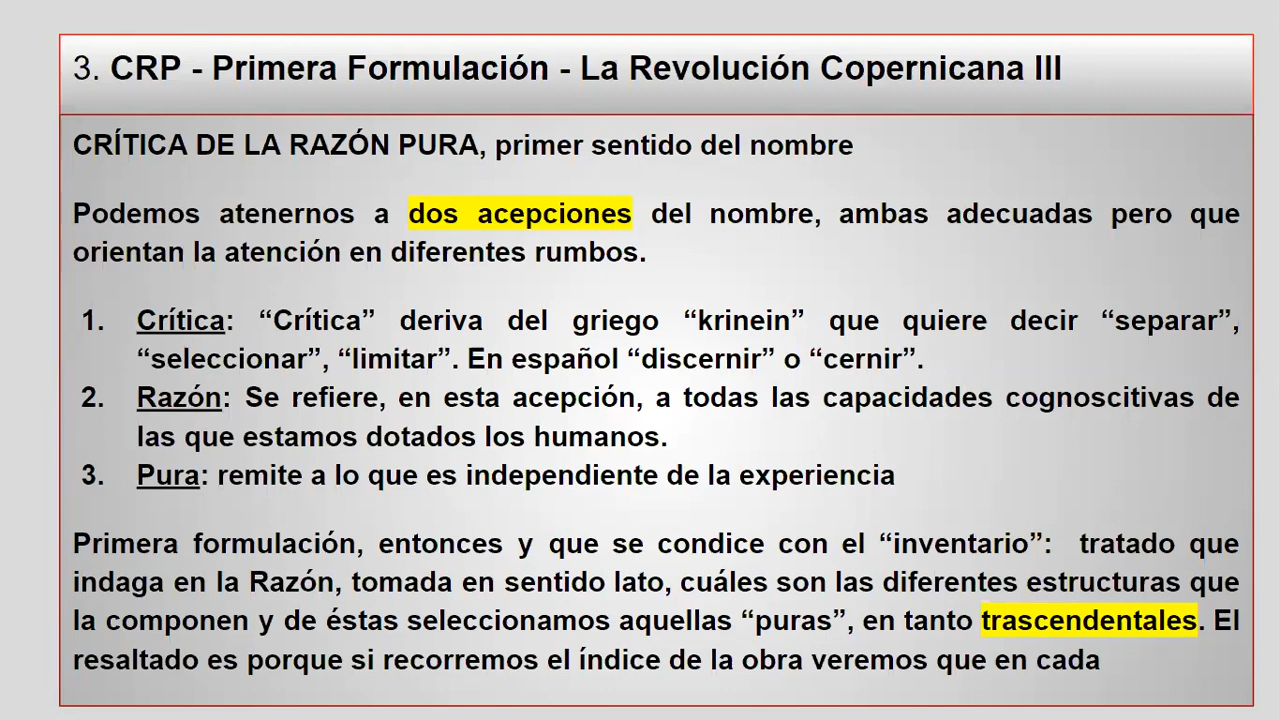 3. CRP - Primera Formulación - La Revolución Copernicana III
CRÍTICA DE LA RAZÓN PURA, primer sentido del nombre
Podemos atenernos a dos acepciones del nombre, ambas adecuadas pero que
orientan la atención en diferentes rumbos.
1. Crítica: “Crítica” deriva del griego “krinein” que quiere decir “separar”,
“seleccionar”, “limitar”. En español “discernir” o “cernir”.
2. Razón: Se refiere, en esta acepción, a todas las capacidades cognoscitivas de
las que estamos dotados los humanos.
3. Pura: remite a lo que es independiente de la experiencia
Primera formulación, entonces y que se condice con el “inventario”: tratado que
indaga en la Razón, tomada en sentido lato, cuáles son las diferentes estructuras que
la componen y de éstas seleccionamos aquellas “puras”, en tanto trascendentales. El
resaltado es porque si recorremos el índice de la obra veremos que en cada